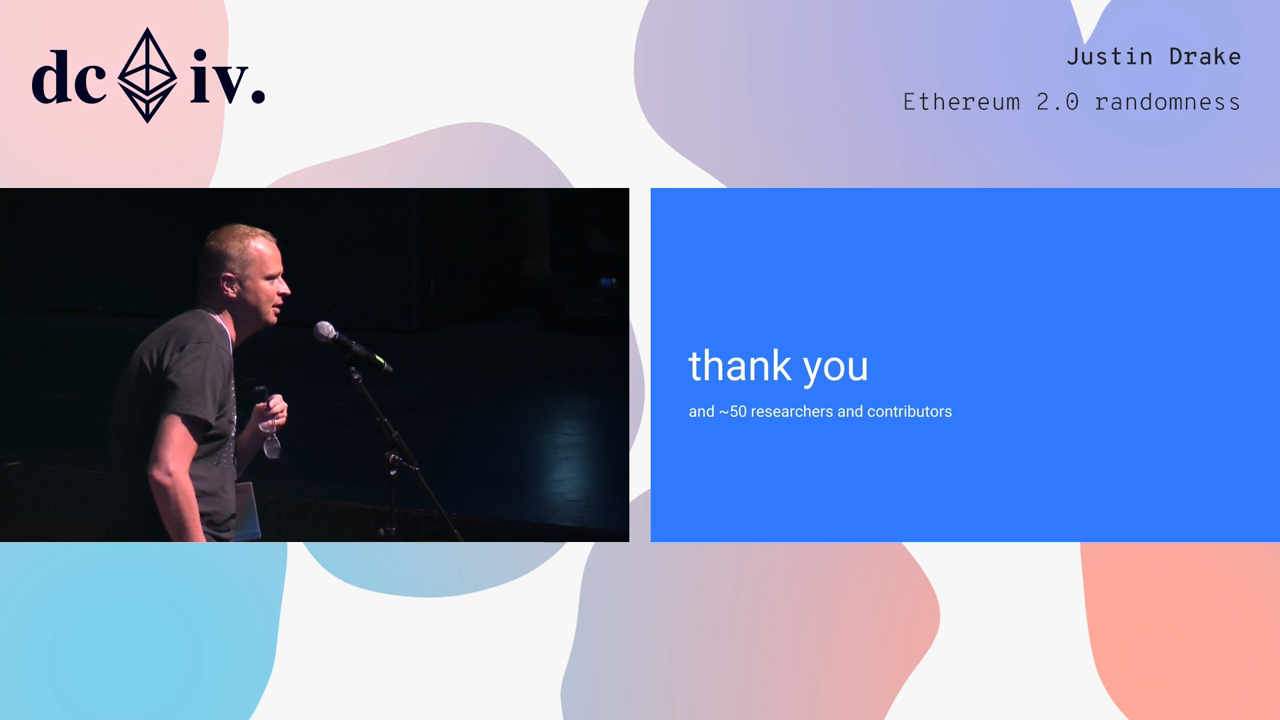 dc iv.
Justin Drake
Ethereum 2.0 randomness
thank you
and ~50 researchers and contributors